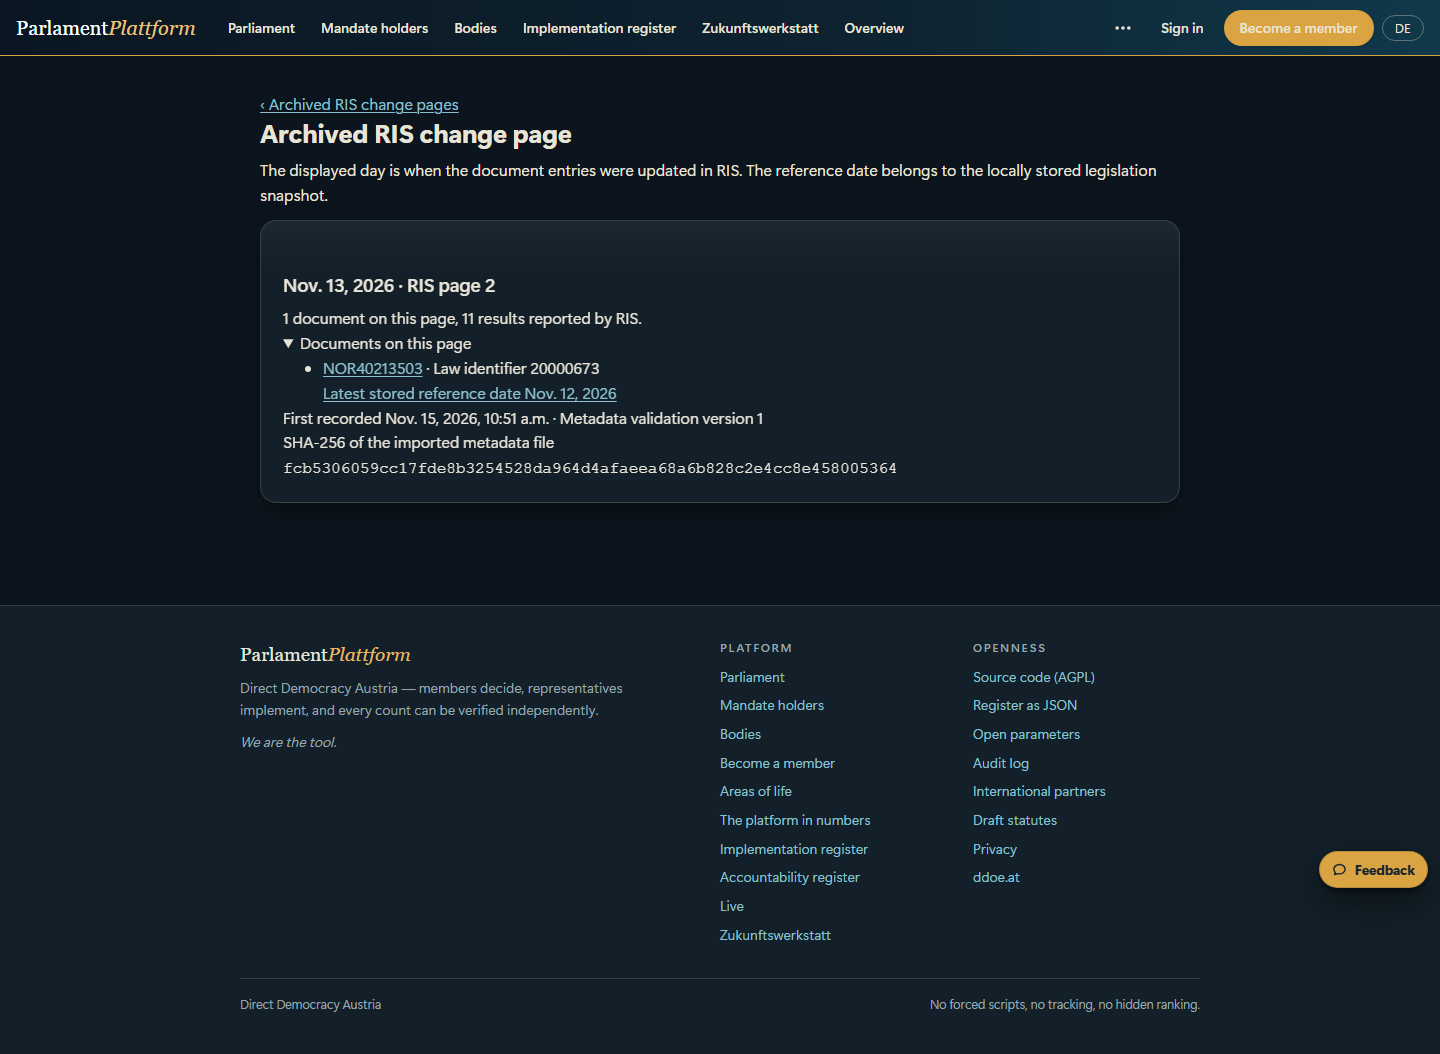 ParlamentPlattform
Parliament
Mandate holders
Bodies
Implementation register
Zukunftswerkstatt
Overview
•••
Sign in
Become a member
DE
‹ Archived RIS change pages
Archived RIS change page
The displayed day is when the document entries were updated in RIS. The reference date belongs to the locally stored legislation
snapshot.
Nov. 13, 2026 · RIS page 2
1 document on this page, 11 results reported by RIS.
▼ Documents on this page
• NOR40213503 · Law identifier 20000673
Latest stored reference date Nov. 12, 2026
First recorded Nov. 15, 2026, 10:51 a.m. · Metadata validation version 1
SHA-256 of the imported metadata file
fcb5306059cc17fde8b3254528da964d4afaeea68a6b828c2e4cc8e458005364
ParlamentPlattform
Direct Democracy Austria — members decide, representatives
implement, and every count can be verified independently.
We are the tool.
PLATFORM
Parliament
Mandate holders
Bodies
Become a member
Areas of life
The platform in numbers
Implementation register
Accountability register
Live
Zukunftswerkstatt
OPENNESS
Source code (AGPL)
Register as JSON
Open parameters
Audit log
International partners
Draft statutes
Privacy
ddoe.at
Feedback
Direct Democracy Austria
No forced scripts, no tracking, no hidden ranking.